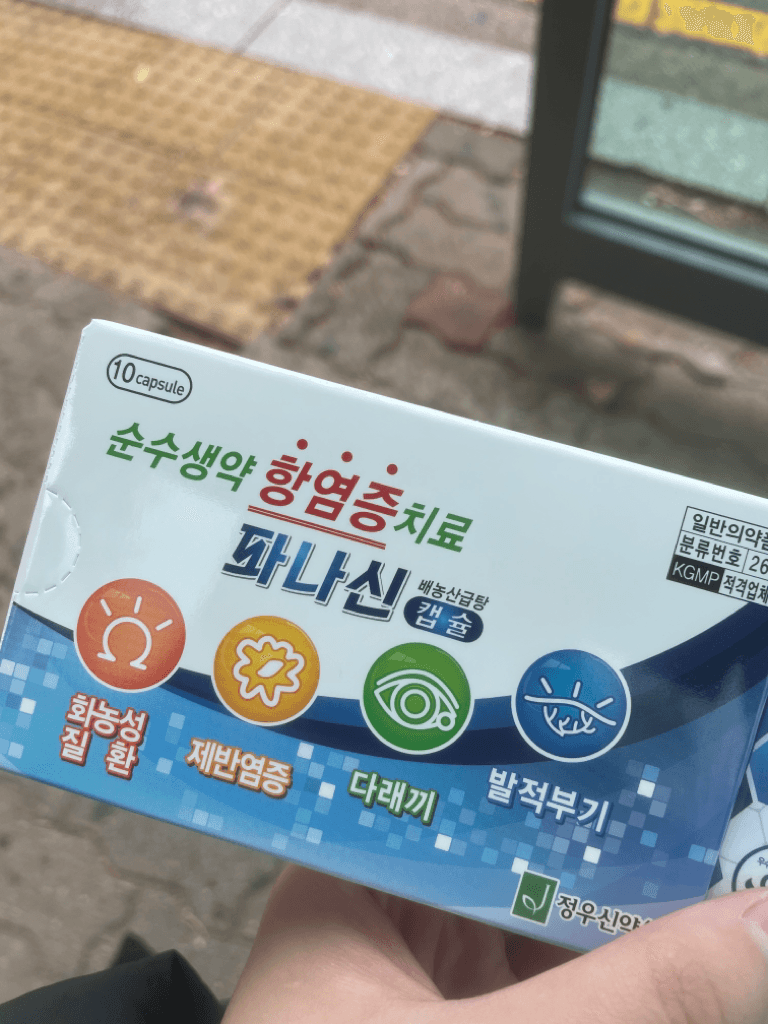 10 capsule
순수생약 항염증치료
파나신 배농산급탕
캡슐
일반의약품
분류번호 26
KGMP 적격업체
화농성
질환
제반염증
다래끼
발적부기
정우신약